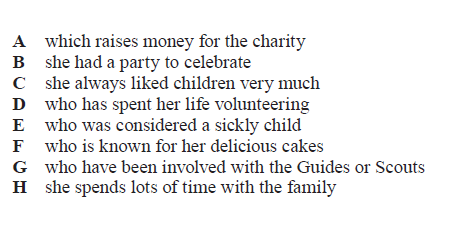 A which raises money for the charity
B she had a party to celebrate
C she always liked children very much
D who has spent her life volunteering
E who was considered a sickly child
F who is known for her delicious cakes
G who have been involved with the Guides or Scouts
H she spends lots of time with the family